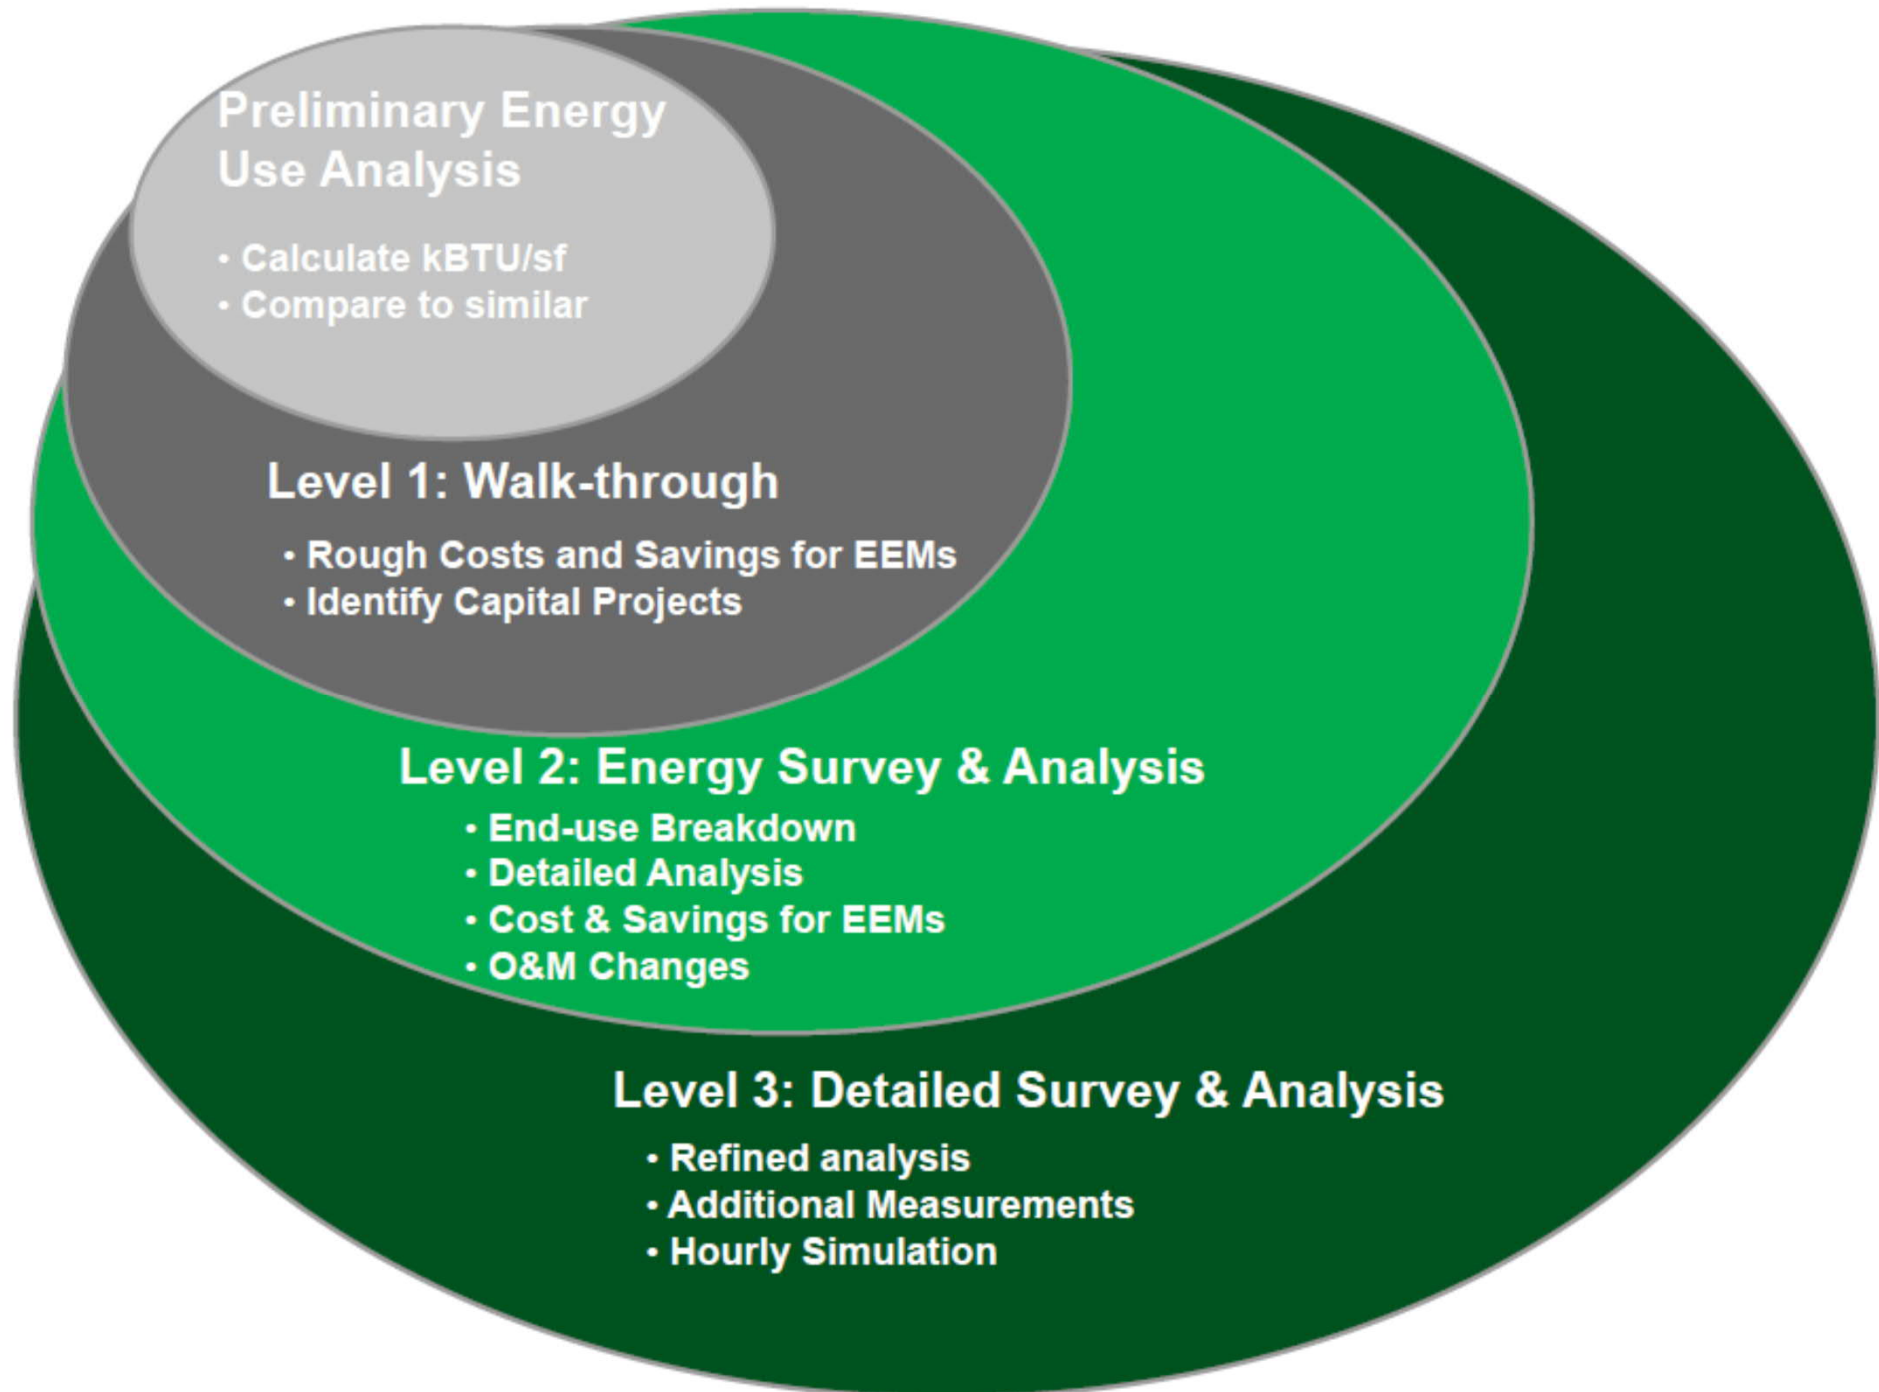 Preliminary Energy
Use Analysis
• Calculate kBTU/sf
• Compare to similar
Level 1: Walk-through
• Rough Costs and Savings for EEMs
• Identify Capital Projects
Level 2: Energy Survey & Analysis
• End-use Breakdown
• Detailed Analysis
• Cost & Savings for EEMs
• O&M Changes
Level 3: Detailed Survey & Analysis
• Refined analysis
• Additional Measurements
• Hourly Simulation